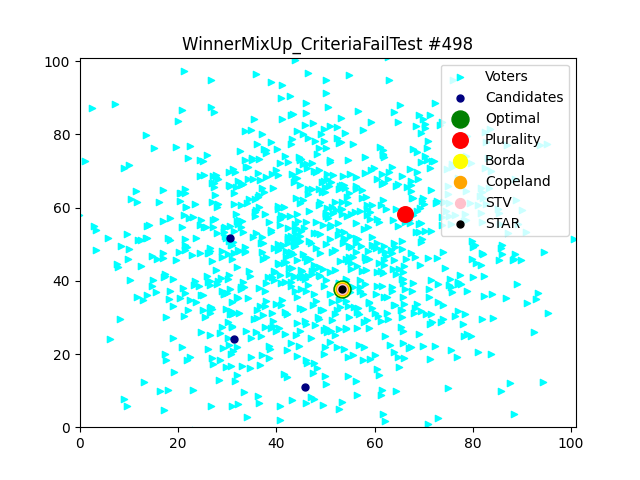 WinnerMixUp_CriteriaFailTest #498
100
80
60
40
20
0
0 20 40 60 80 100
Voters
Candidates
Optimal
Plurality
Borda
Copeland
STV
STAR